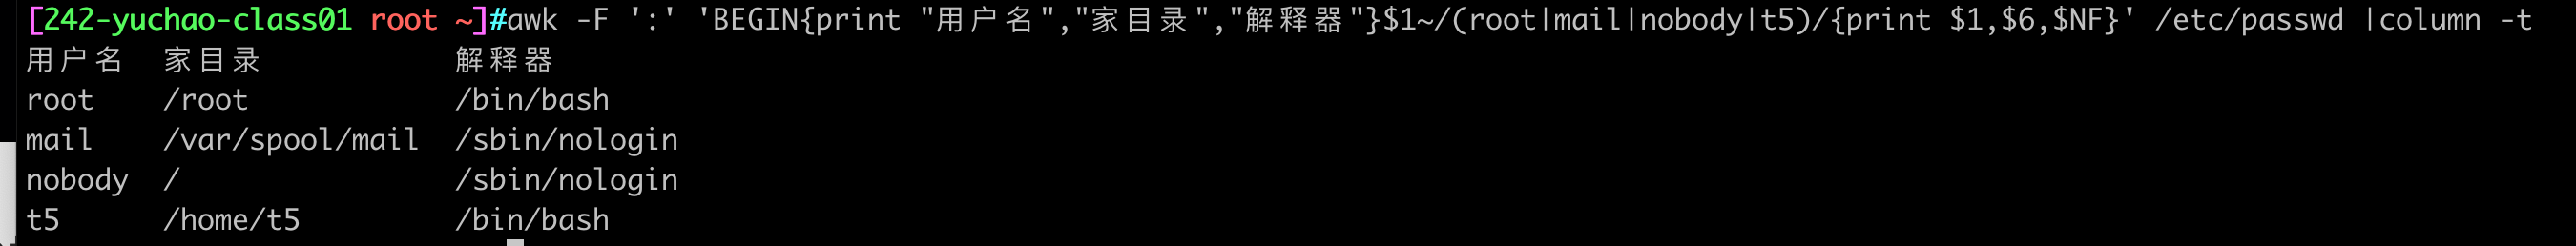 [242-yuchao-class01 root ~]#awk -F ':' 'BEGIN{print "用户名","家目录","解释器"}$1~/(root|mail|nobody|t5)/{print $1,$6,$NF}' /etc/passwd |column -t
用户名  家目录           解释器
root    /root            /bin/bash
mail    /var/spool/mail  /sbin/nologin
nobody  /                /sbin/nologin
t5      /home/t5         /bin/bash